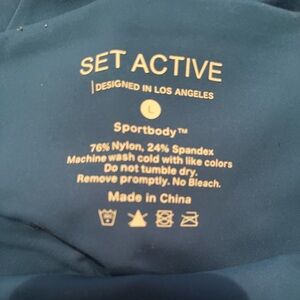 SET ACTIVE
DESIGNED IN LOS ANGELES
L
Sportbody™
76% Nylon, 24% Spandex
Machine wash cold with like colors
Do not tumble dry.
Remove promptly. No Bleach.
Made in China